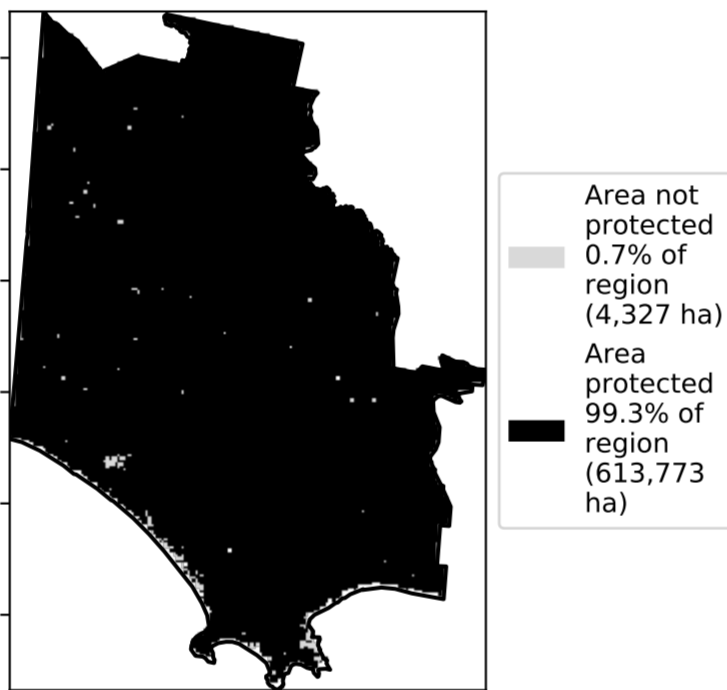 Area not
protected
0.7% of
region
(4,327 ha)
Area
protected
99.3% of
region
(613,773
ha)